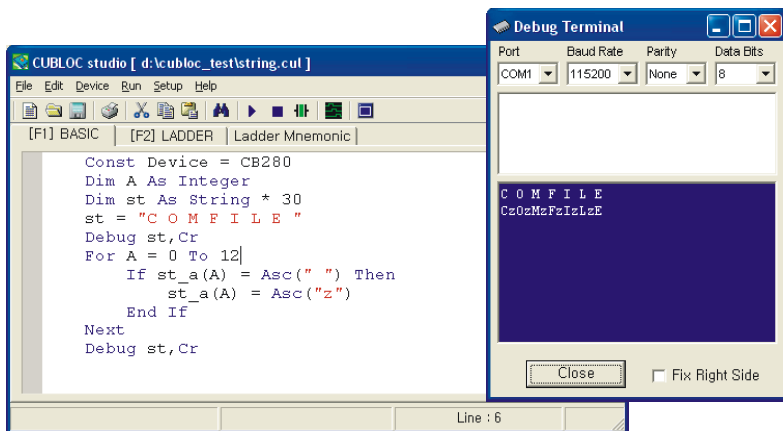 CUBLOC studio [ d:\cubloc_test\string.cul ]
File Edit Device Run Setup Help
[F1] BASIC [F2] LADDER Ladder Mnemonic
Const Device = CB280
Dim A As Integer
Dim st As String * 30
st = "C O M F I L E "
Debug st,Cr
For A = 0 To 12
If st_a(A) = Asc(" ") Then
st_a(A) = Asc("z")
End If
Next
Debug st,Cr
Line : 6
Debug Terminal
Port Baud Rate Parity Data Bits
COM1 115200 None 8
C O M F I L E
CzOzMzFzIzLzE
Close Fix Right Side